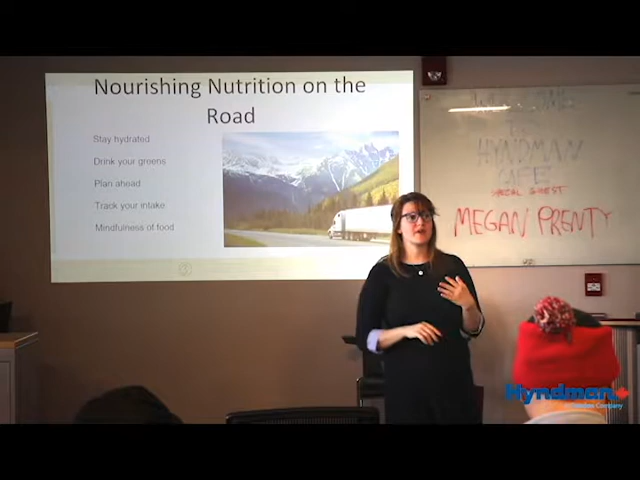 Nourishing Nutrition on the
Road
Stay hydrated
Drink your greens
Plan ahead
Track your intake
Mindfulness of food
WELCOME
HYNDMAN
CAFE
SPECIAL GUEST
MEGAN PRENTY
Hyndman